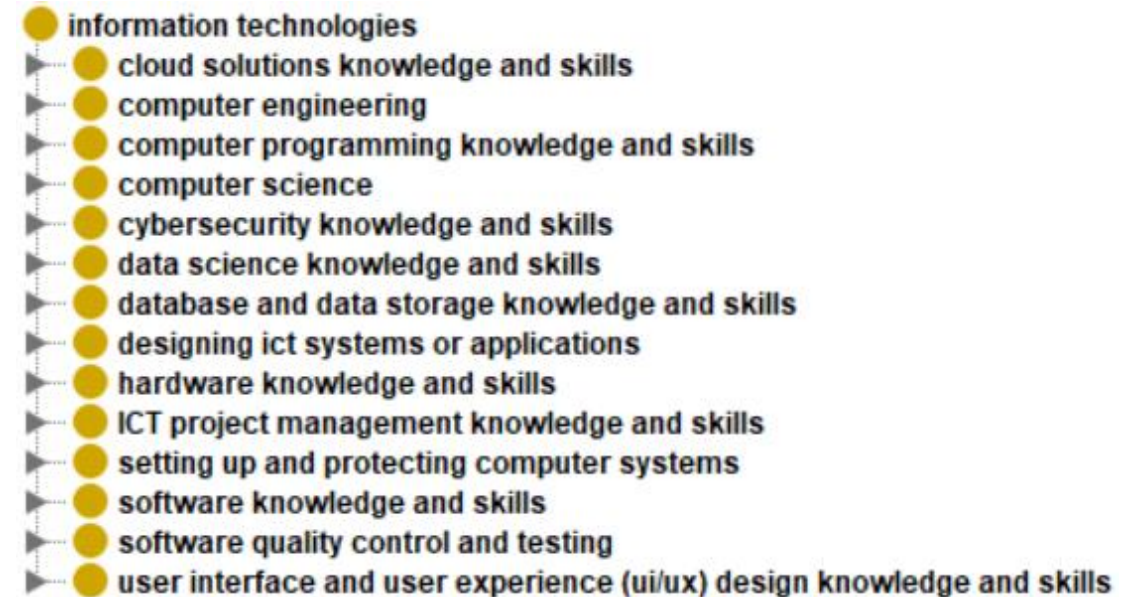 information technologies
cloud solutions knowledge and skills
computer engineering
computer programming knowledge and skills
computer science
cybersecurity knowledge and skills
data science knowledge and skills
database and data storage knowledge and skills
designing ict systems or applications
hardware knowledge and skills
ICT project management knowledge and skills
setting up and protecting computer systems
software knowledge and skills
software quality control and testing
user interface and user experience (ui/ux) design knowledge and skills